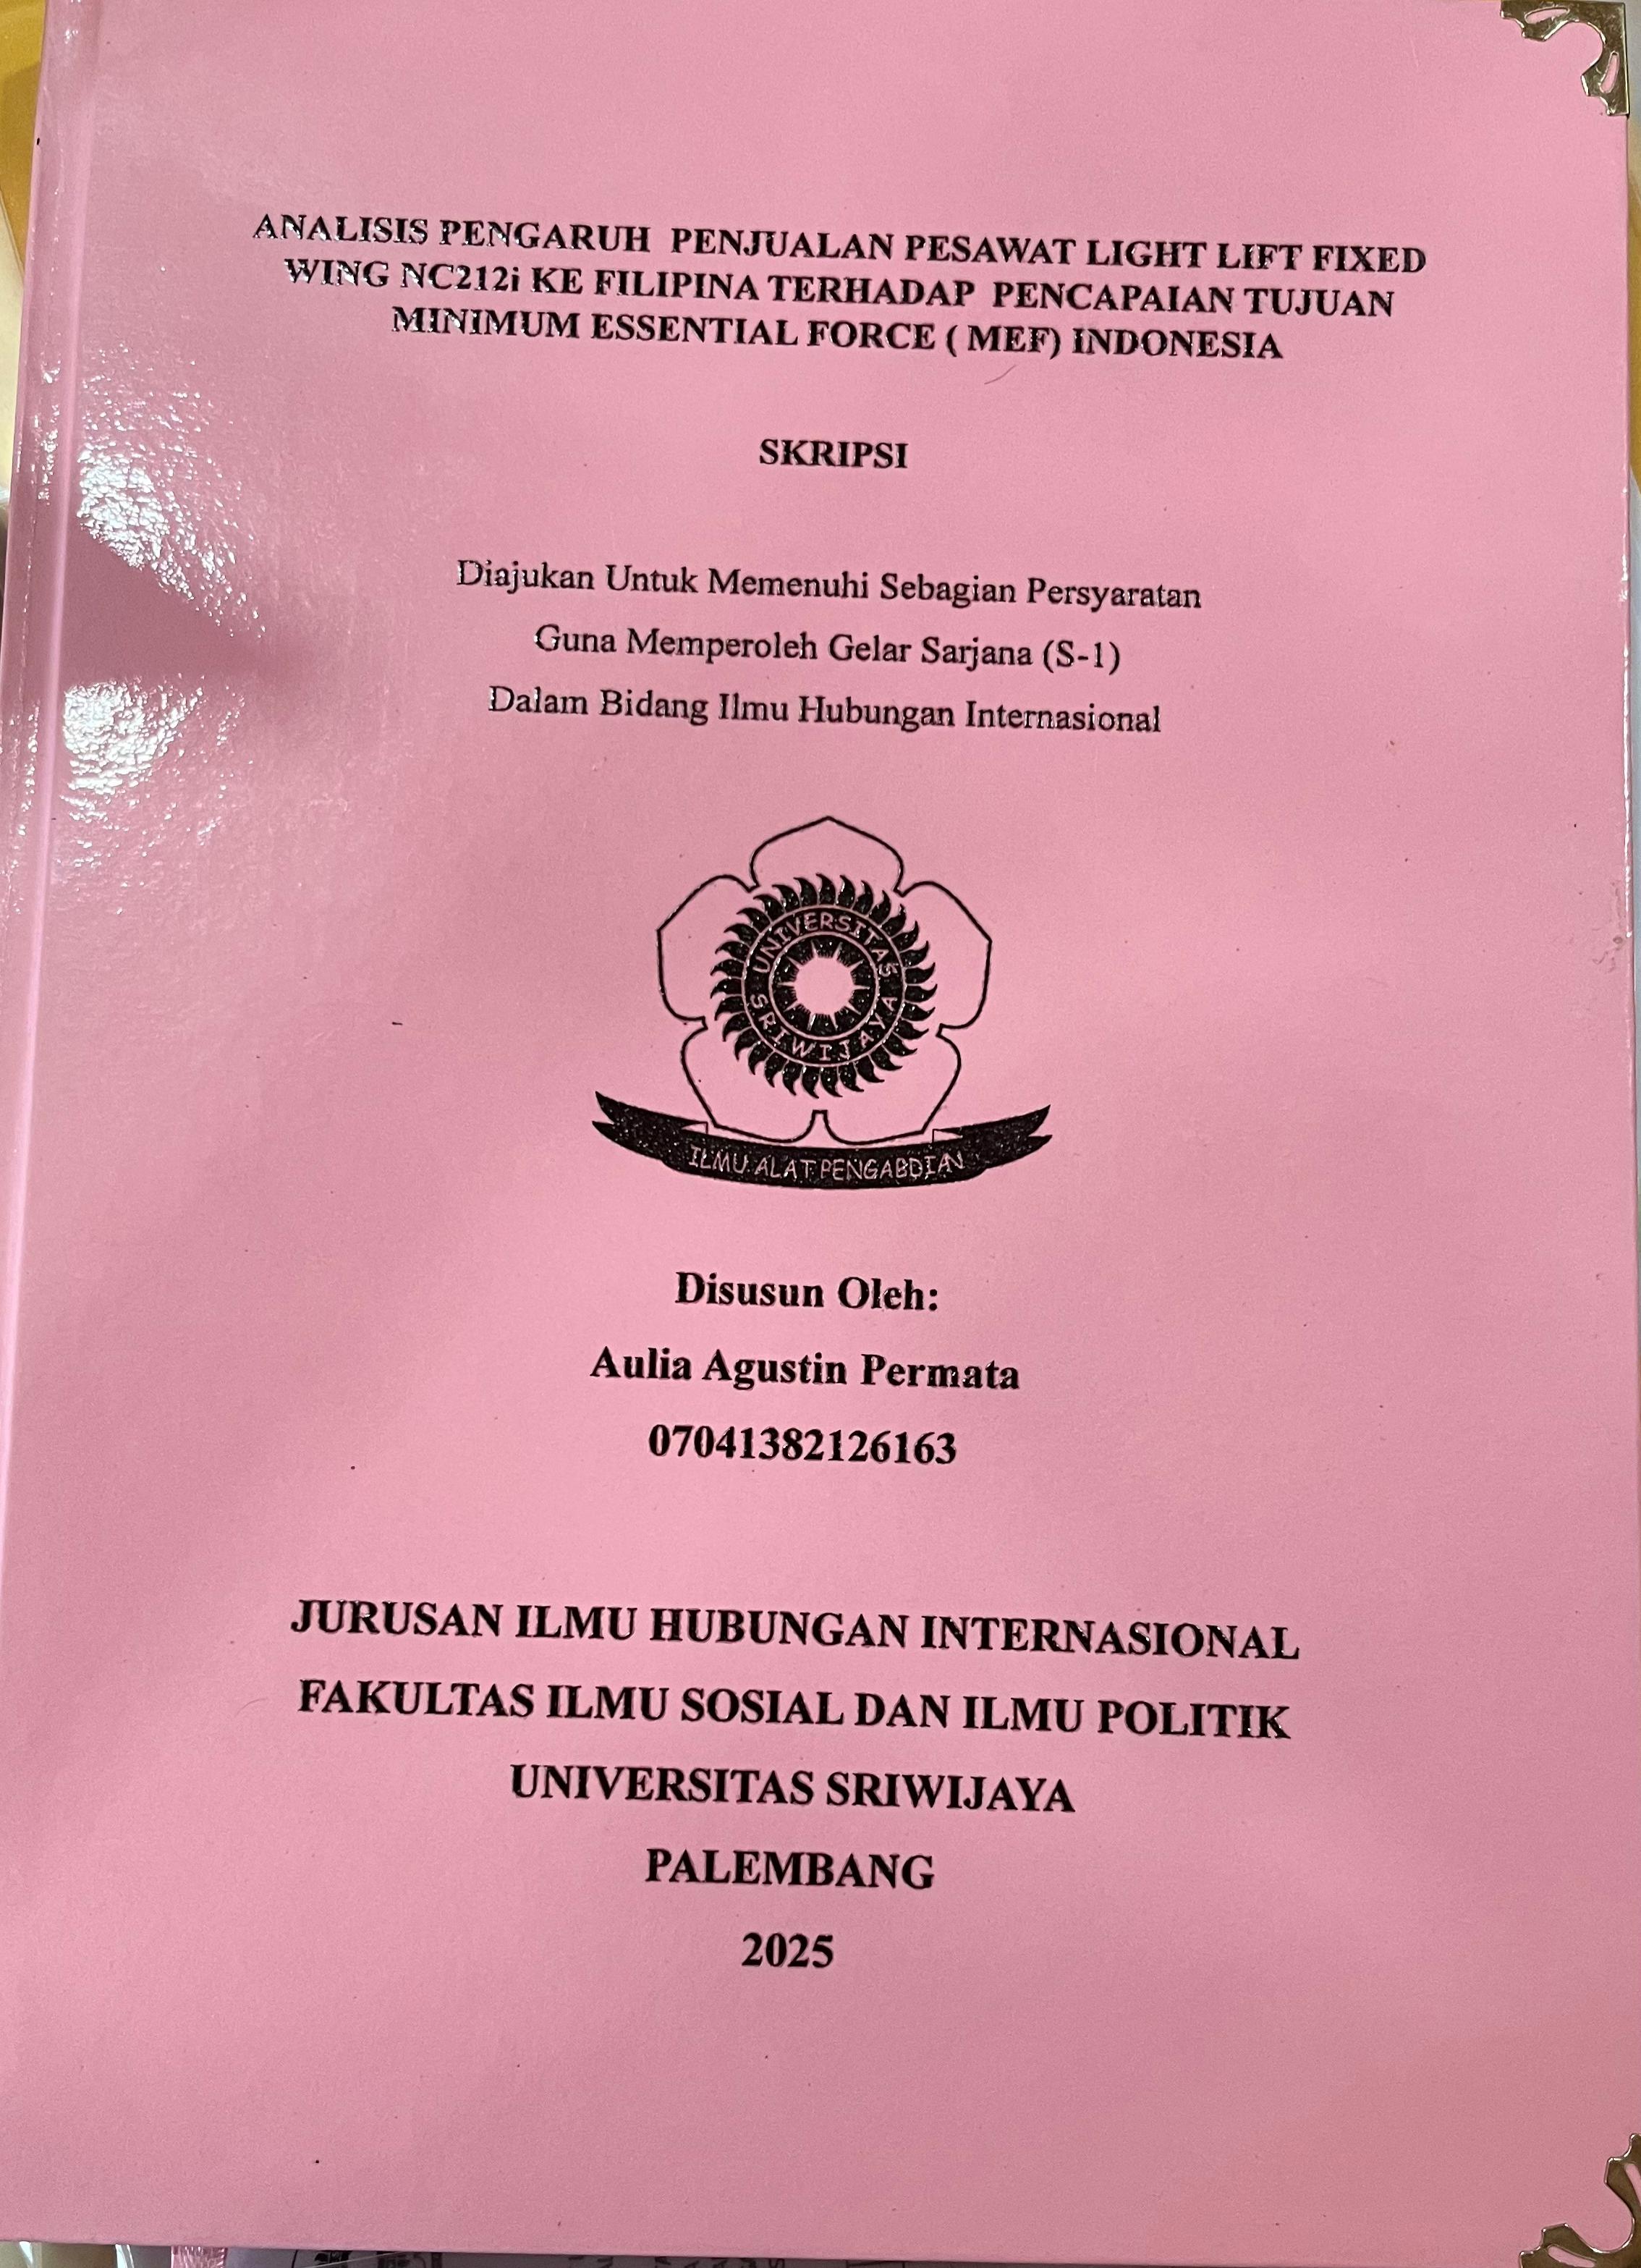 ANALISIS PENGARUH PENJUALAN PESAWAT LIGHT LIFT FIXED
WING NC212i KE FILIPINA TERHADAP PENCAPAIAN TUJUAN
MINIMUM ESSENTIAL FORCE ( MEF) INDONESIA
SKRIPSI
Diajukan Untuk Memenuhi Sebagian Persyaratan
Guna Memperoleh Gelar Sarjana (S-1)
Dalam Bidang Ilmu Hubungan Internasional
UNIVERSITAS
SRIWIJAYA
ILMU ALAT PENGABDIAN
Disusun Oleh:
Aulia Agustin Permata
07041382126163
JURUSAN ILMU HUBUNGAN INTERNASIONAL
FAKULTAS ILMU SOSIAL DAN ILMU POLITIK
UNIVERSITAS SRIWIJAYA
PALEMBANG
2025